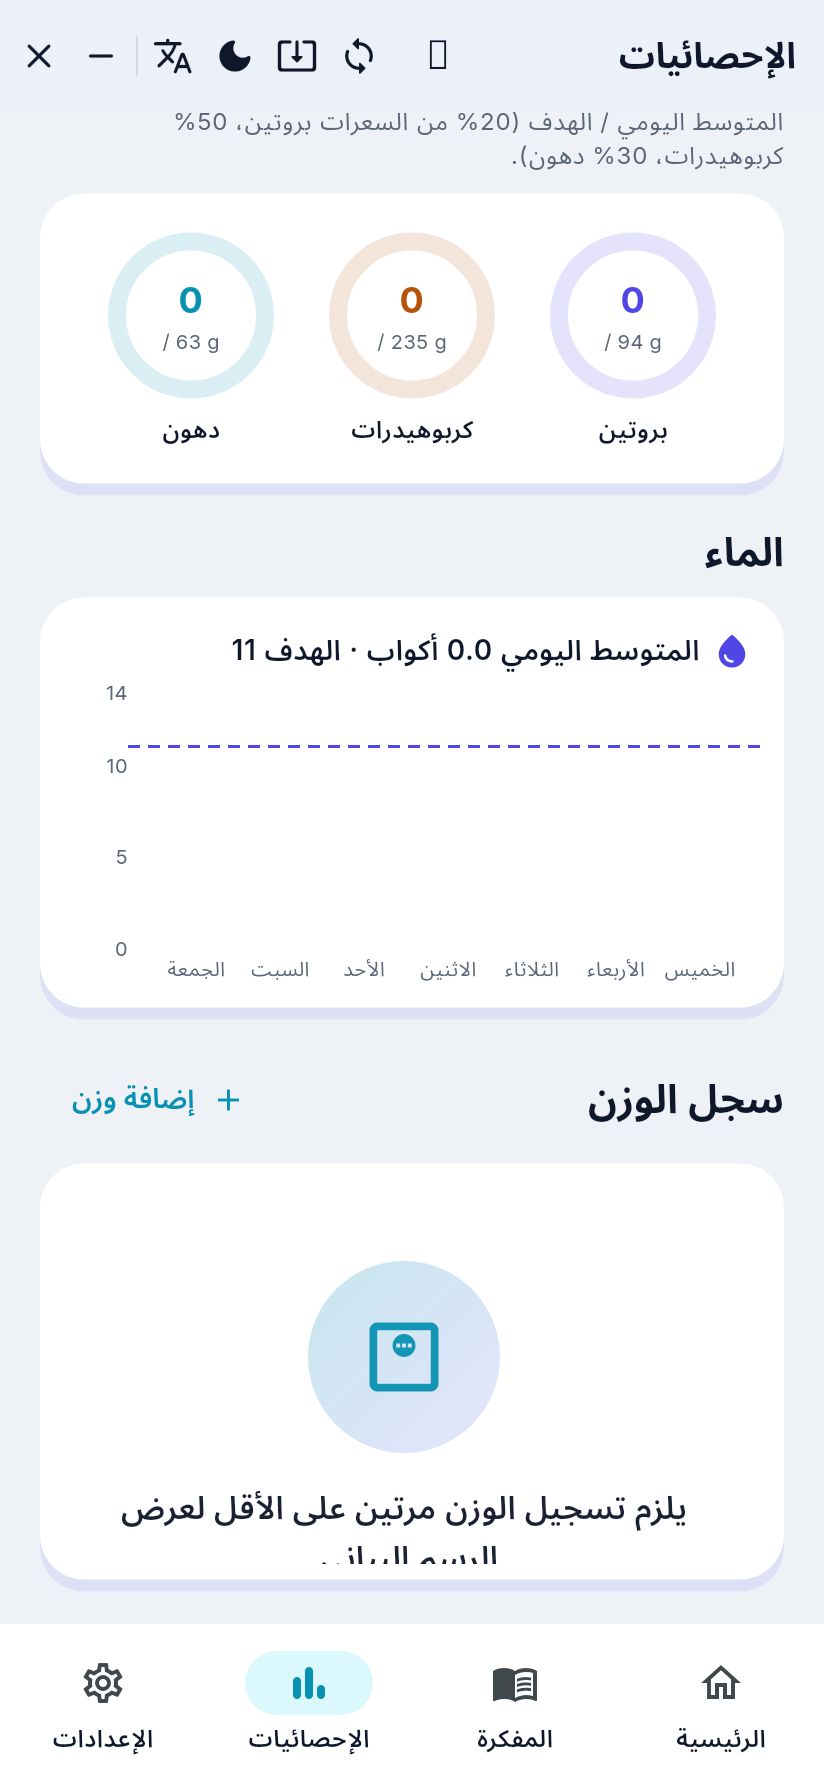 الإحصائيات
المتوسط اليومي / الهدف (20% من السعرات بروتين، 50%
كربوهيدرات، 30% دهون).
0
/ 94 g
بروتين
0
/ 235 g
كربوهيدرات
0
/ 63 g
دهون
الماء
المتوسط اليومي 0.0 أكواب · الهدف 11
14
10
5
0
الخميس
الأربعاء
الثلاثاء
الاثنين
الأحد
السبت
الجمعة
سجل الوزن
إضافة وزن
يلزم تسجيل الوزن مرتين على الأقل لعرض
الرسم البياني
الرئيسية
المفكرة
الإحصائيات
الإعدادات